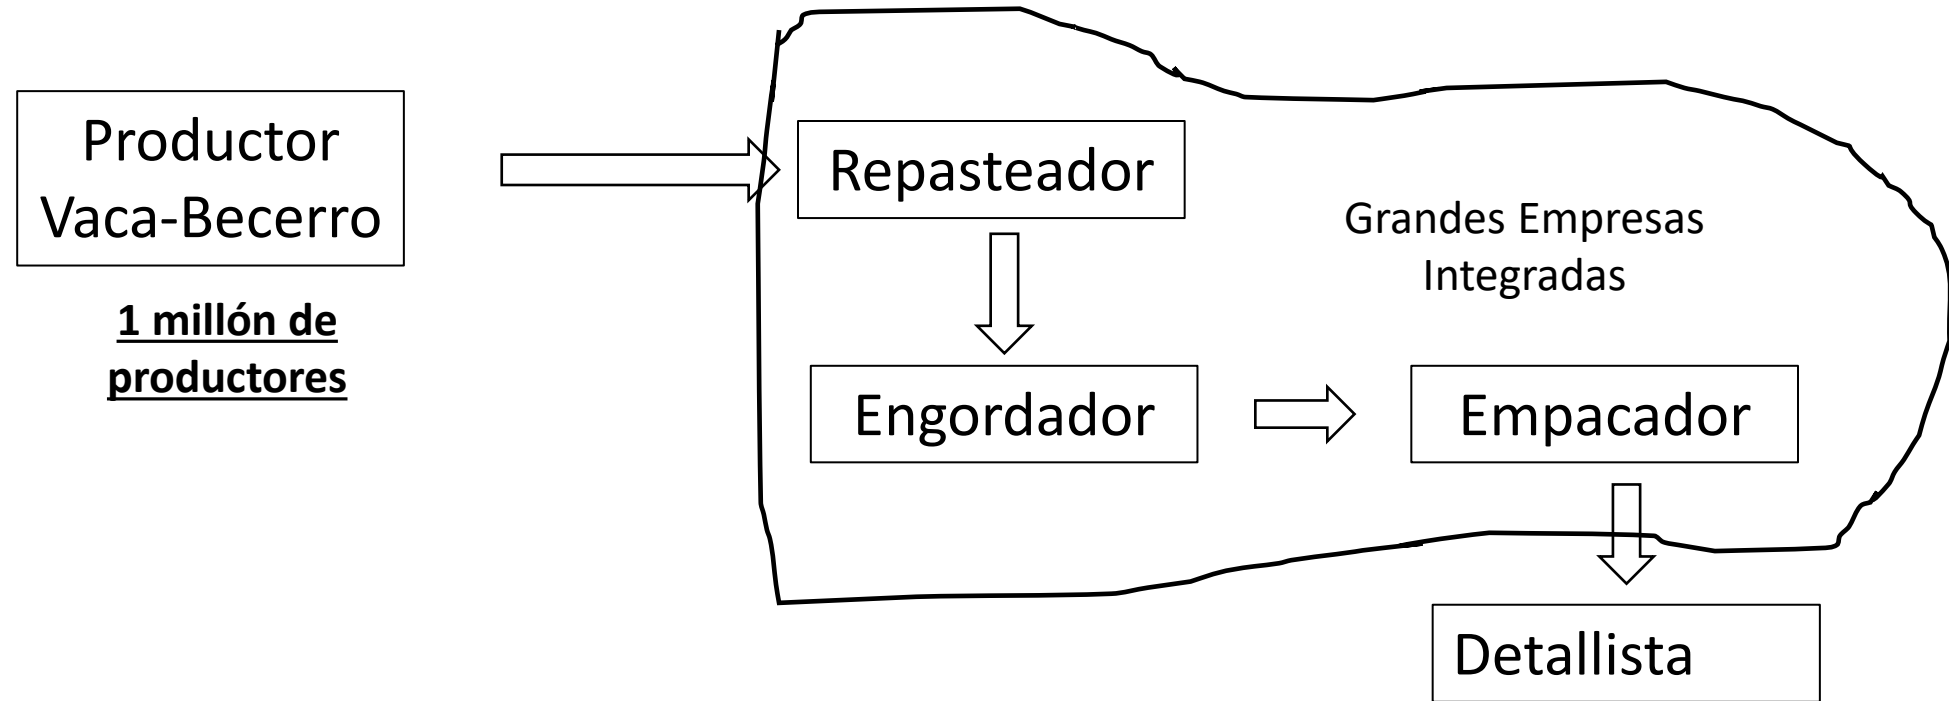 Productor
Vaca-Becerro
1 millón de
productores
Repasteador
Grandes Empresas
Integradas
Engordador
Empacador
Detallista